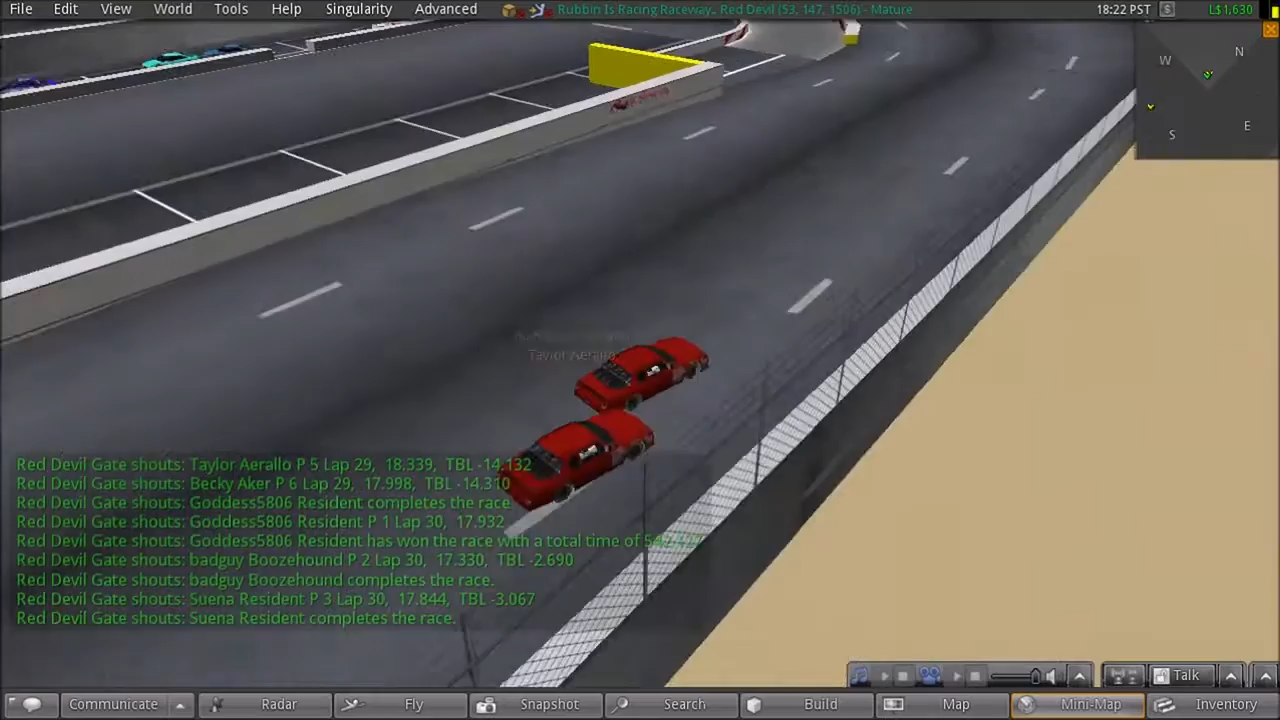 File Edit View World Tools Help Singularity Advanced Rubbin Is Racing Raceway.. Red Devil (53, 147, 1506) - Mature 18:22 PST $ L$ 1,630
N
W
S E
Taylor Aerallo
Red Devil Gate shouts: Taylor Aerallo P 5 Lap 29, 18.339, TBL -14.132
Red Devil Gate shouts: Becky Aker P 6 Lap 29, 17.998, TBL -14.310
Red Devil Gate shouts: Goddess5806 Resident completes the race
Red Devil Gate shouts: Goddess5806 Resident P 1 Lap 30, 17.932
Red Devil Gate shouts: Goddess5806 Resident has won the race with a total time of
Red Devil Gate shouts: badguy Boozehound P 2 Lap 30, 17.330, TBL -2.690
Red Devil Gate shouts: badguy Boozehound completes the race.
Red Devil Gate shouts: Suena Resident P 3 Lap 30, 17.844, TBL -3.067
Red Devil Gate shouts: Suena Resident completes the race.
Talk
Communicate Radar Fly Snapshot Search Build Map Mini-Map Inventory